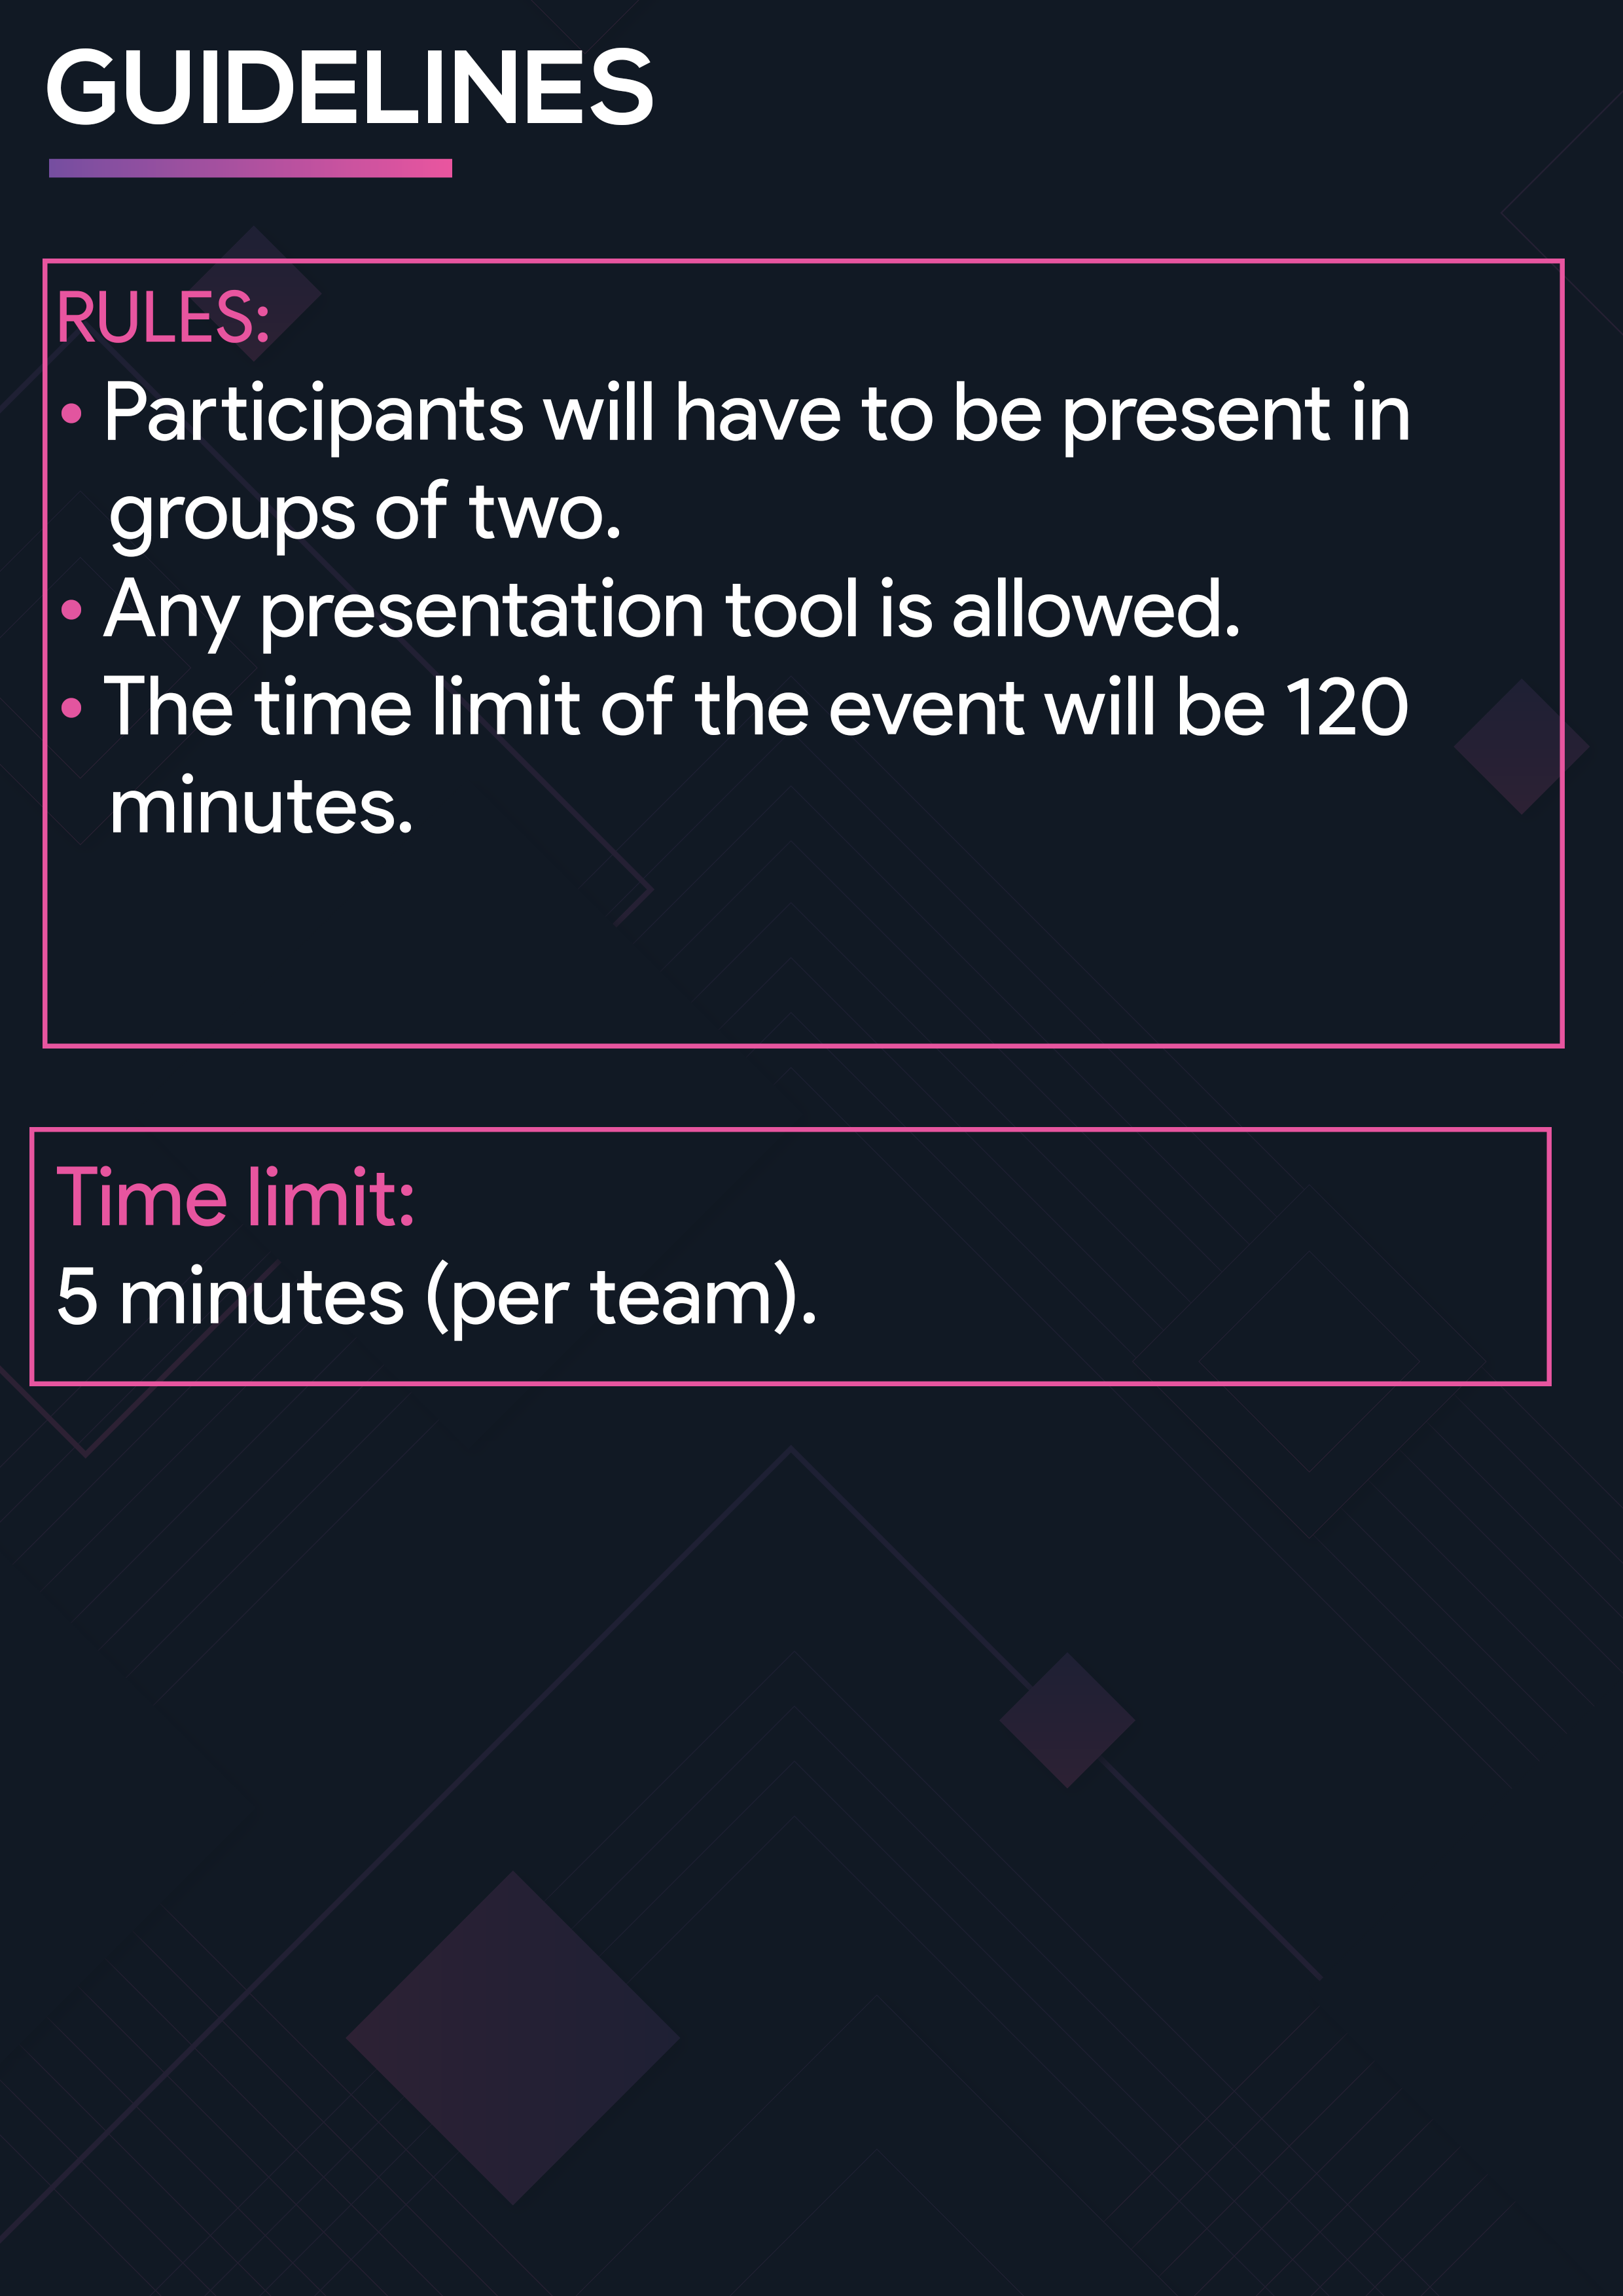 GUIDELINES
RULES:
• Participants will have to be present in
groups of two.
• Any presentation tool is allowed.
• The time limit of the event will be 120
minutes.
Time limit:
5 minutes (per team).